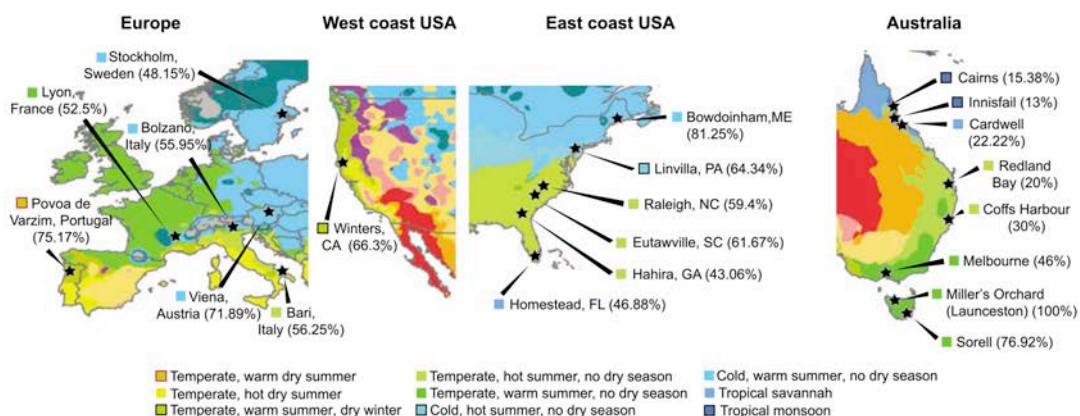 Europe
West coast USA
East coast USA
Australia
Stockholm,
Sweden (48.15%)
Lyon,
France (52.5%)
Bolzano,
Italy (55.95%)
Povoa de
Varzim, Portugal
(75.17%)
Viena,
Austria (71.89%)
Bari,
Italy (56.25%)
Winters,
CA (66.3%)
Bowdoinham,ME
(81.25%)
Linvilla, PA (64.34%)
Raleigh, NC (59.4%)
Eutawville, SC (61.67%)
Hahira, GA (43.06%)
Homestead, FL (46.88%)
Cairns (15.38%)
Innisfail (13%)
Cardwell
(22.22%)
Redland
Bay (20%)
Coffs Harbour
(30%)
Melbourne (46%)
Miller's Orchard
(Launceston) (100%)
Sorell (76.92%)
Temperate, warm dry summer
Temperate, hot dry summer
Temperate, warm summer, dry winter
Temperate, hot summer, no dry season
Temperate, warm summer, no dry season
Cold, hot summer, no dry season
Cold, warm summer, no dry season
Tropical savannah
Tropical monsoon